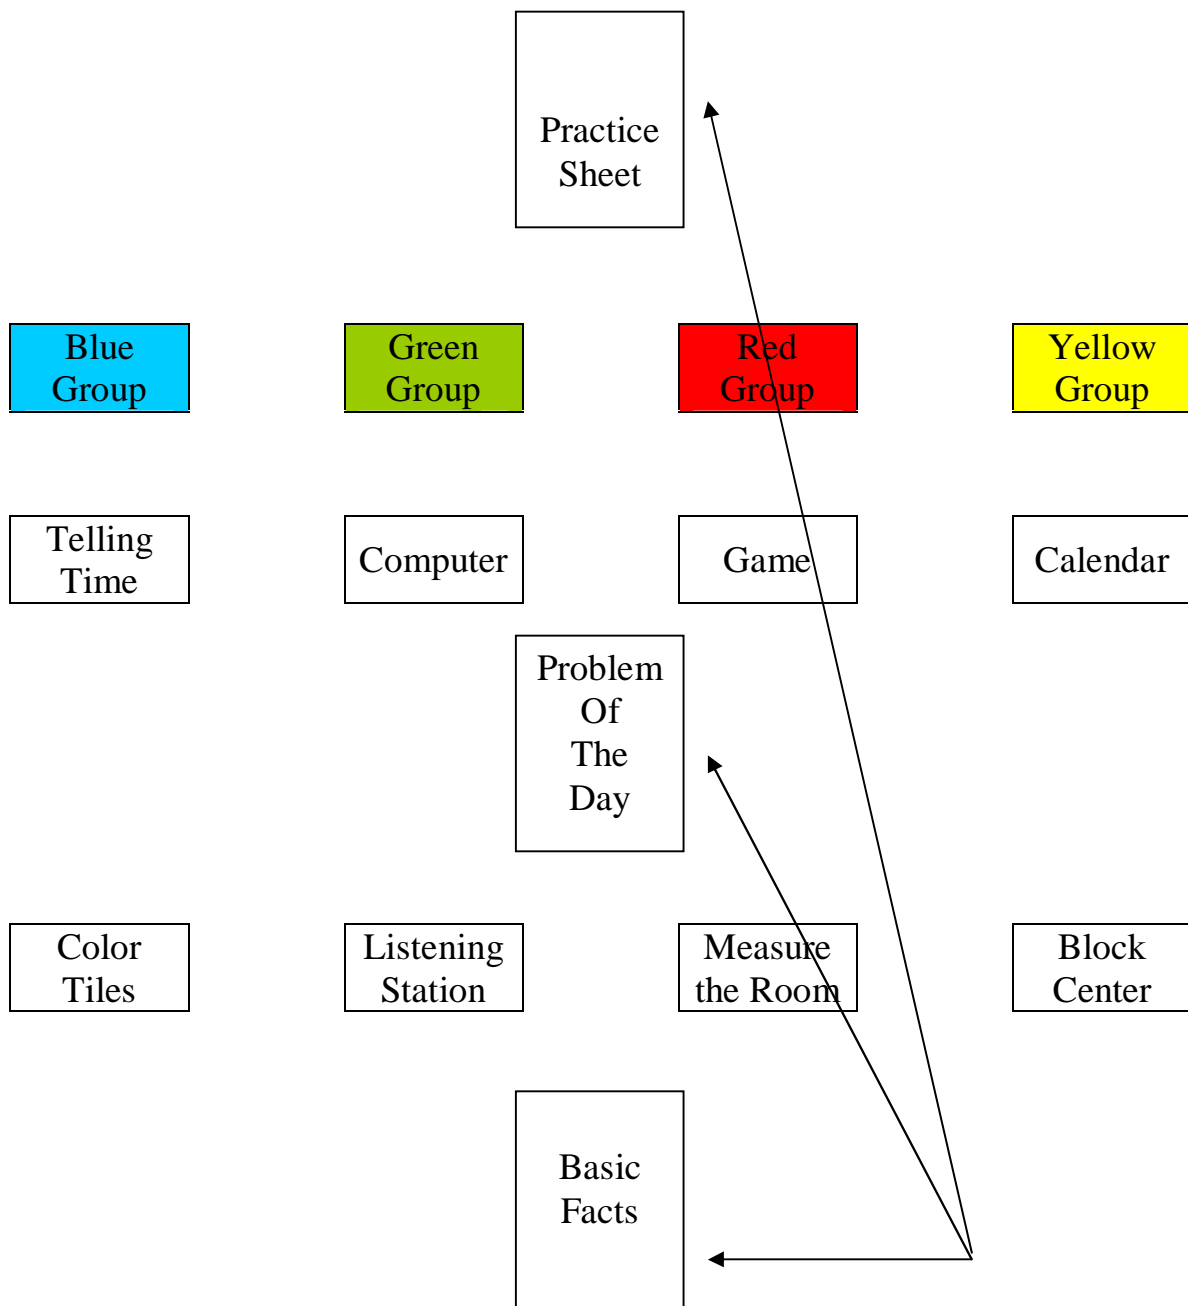 Practice
Sheet
Blue
Group
Green
Group
Red
Group
Yellow
Group
Telling
Time
Computer
Game
Calendar
Problem
Of
The
Day
Color
Tiles
Listening
Station
Measure
the Room
Block
Center
Basic
Facts